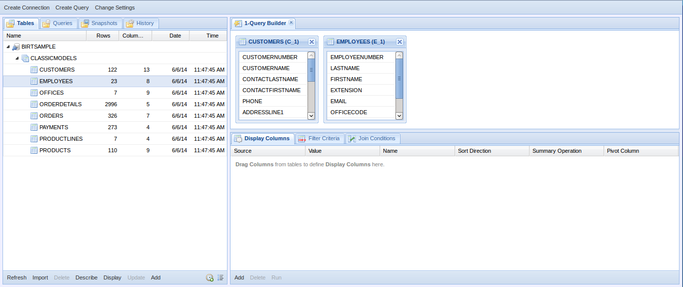 Create Connection Create Query Change Settings
Tables Queries Snapshots History
Name Rows Colum... Date Time
BIRTSAMPLE
CLASSICMODELS
CUSTOMERS 122 13 6/6/14 11:47:45 AM
EMPLOYEES 23 8 6/6/14 11:47:45 AM
OFFICES 7 9 6/6/14 11:47:45 AM
ORDERDETAILS 2996 5 6/6/14 11:47:45 AM
ORDERS 326 7 6/6/14 11:47:45 AM
PAYMENTS 273 4 6/6/14 11:47:45 AM
PRODUCTLINES 7 4 6/6/14 11:47:45 AM
PRODUCTS 110 9 6/6/14 11:47:45 AM
Refresh Import Delete Describe Display Update Add
1-Query Builder
CUSTOMERS (C_1)
CUSTOMERNUMBER
CUSTOMERNAME
CONTACTLASTNAME
CONTACTFIRSTNAME
PHONE
ADDRESSLINE1
EMPLOYEES (E_1)
EMPLOYEENUMBER
LASTNAME
FIRSTNAME
EXTENSION
EMAIL
OFFICECODE
Display Columns Filter Criteria Join Conditions
Source Value Name Sort Direction Summary Operation Pivot Column
Drag Columns from tables to define Display Columns here.
Add Delete Run